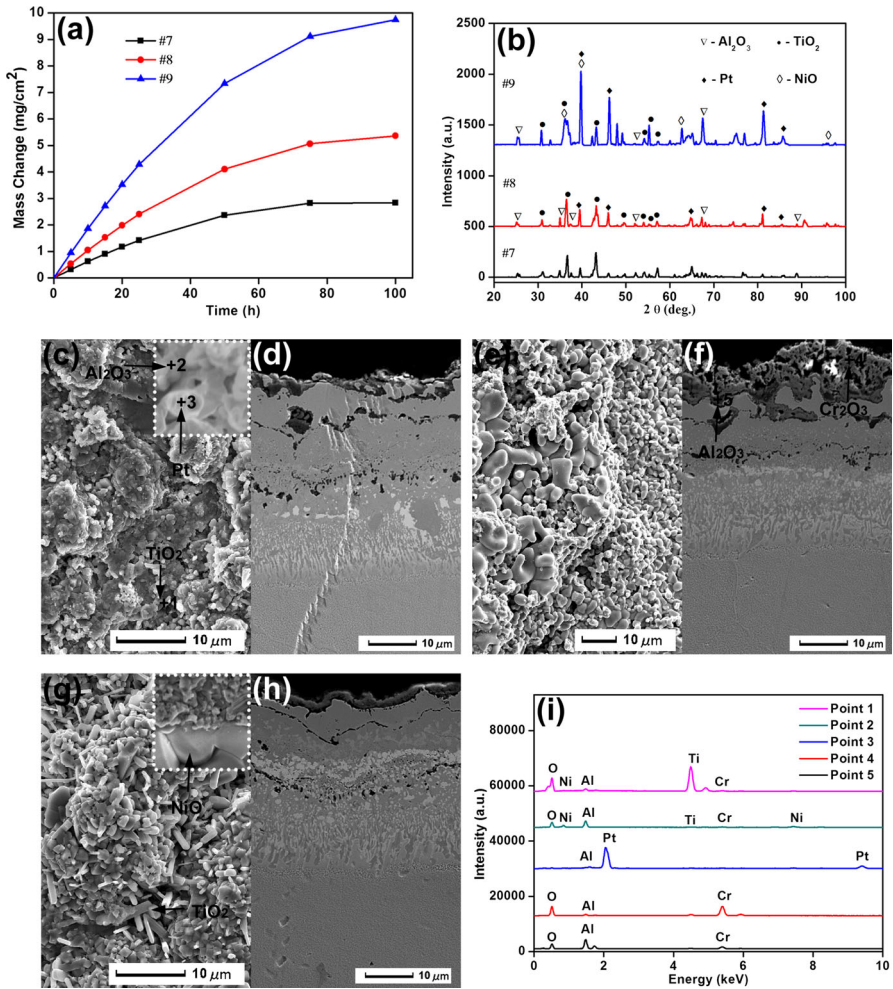 (a)
#7
#8
#9
Mass Change (mg/cm²)
10
9
8
7
6
5
4
3
2
1
0
0 20 40 60 80 100
Time (h)
(b)
▽ - Al₂O₃ • - TiO₂
◆ - Pt ◇ - NiO
#9
#8
#7
Intensity (a.u.)
2500
2000
1500
500
0
20 30 40 50 60 70 80 90 100
2 θ (deg.)
(c)
Al₂O₃
+2
+3
Pt
TiO₂
10 μm
(d)
10 μm
(e)
10 μm
(f)
Cr₂O₃
Al₂O₃
10 μm
(g)
NiO
TiO₂
10 μm
(h)
10 μm
(i)
Point 1
Point 2
Point 3
Point 4
Point 5
O Ni Al Ti Cr
O Ni Al Ti Cr Ni
Al Pt Pt
O Al Cr
O Al Cr
Intensity (a.u.)
80000
60000
40000
20000
0
0 2 4 6 8 10
Energy (keV)